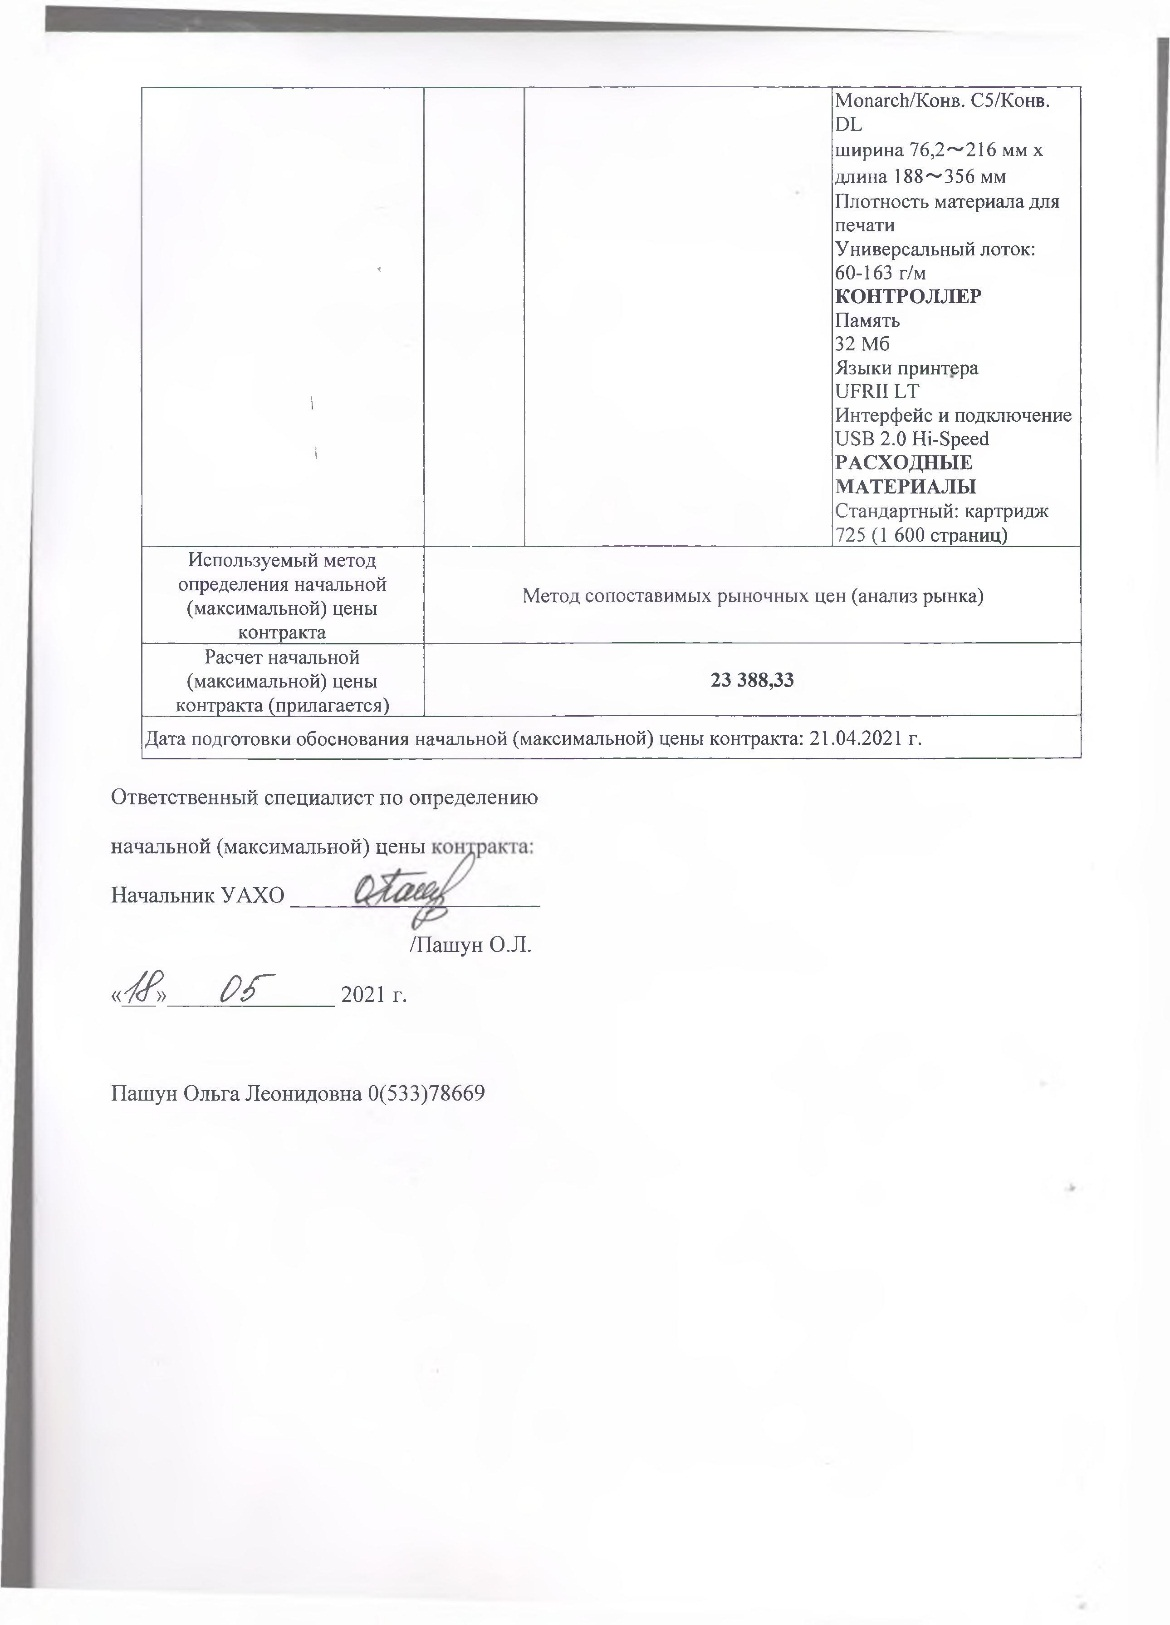 Monarch/Конв. C5/Конв.
DL
ширина 76,2～216 мм x
длина 188～356 мм
Плотность материала для
печати
Универсальный лоток:
60-163 г/м
КОНТРОЛЛЕР
Память
32 Мб
Языки принтера
UFRII LT
Интерфейс и подключение
USB 2.0 Hi-Speed
РАСХОДНЫЕ
МАТЕРИАЛЫ
Стандартный: картридж
725 (1 600 страниц)
Используемый метод
определения начальной
(максимальной) цены
контракта
Метод сопоставимых рыночных цен (анализ рынка)
Расчет начальной
(максимальной) цены
контракта (прилагается)
23 388,33
Дата подготовки обоснования начальной (максимальной) цены контракта: 21.04.2021 г.
Ответственный специалист по определению
начальной (максимальной) цены контракта:
Начальник УАХО
/Пашун О.Л.
«18» 05 2021 г.
Пашун Ольга Леонидовна 0(533)78669